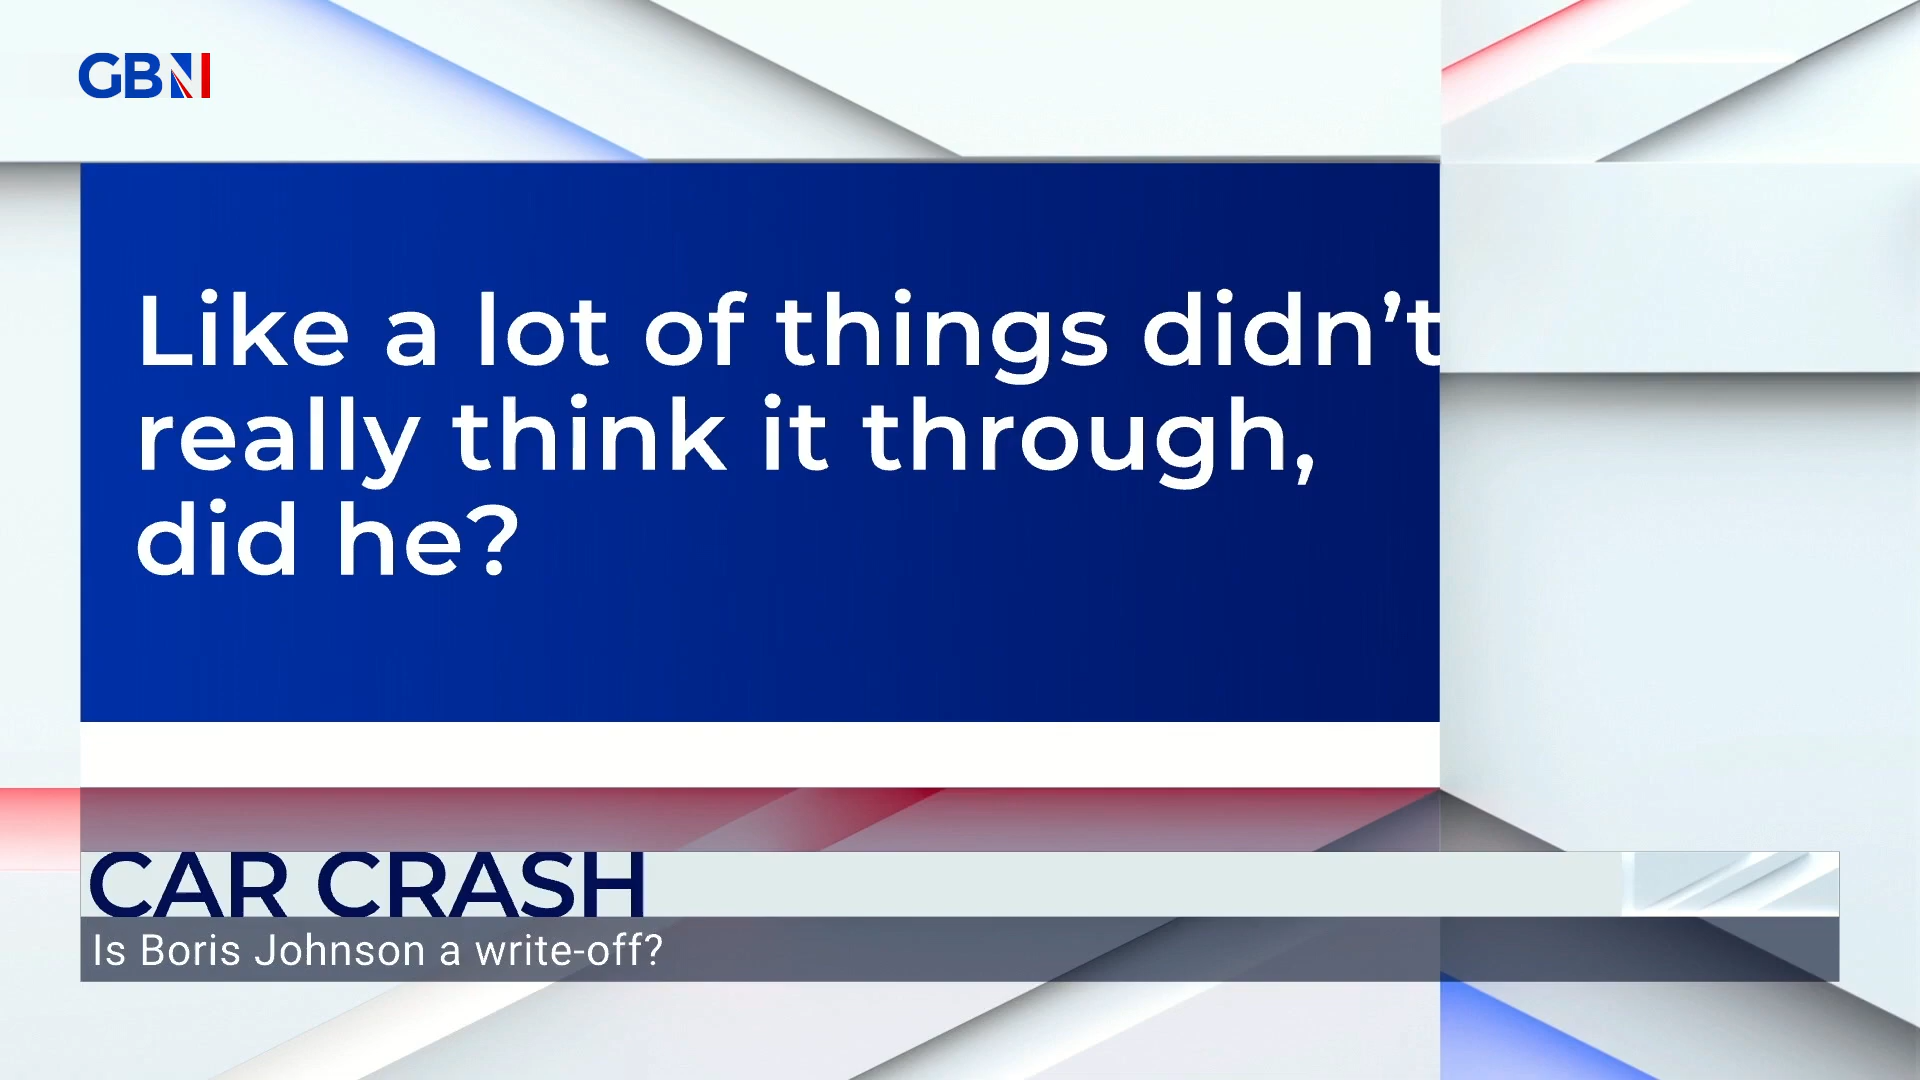 GBN
Like a lot of things didn't
really think it through,
did he?
CAR CRASH
Is Boris Johnson a write-off?